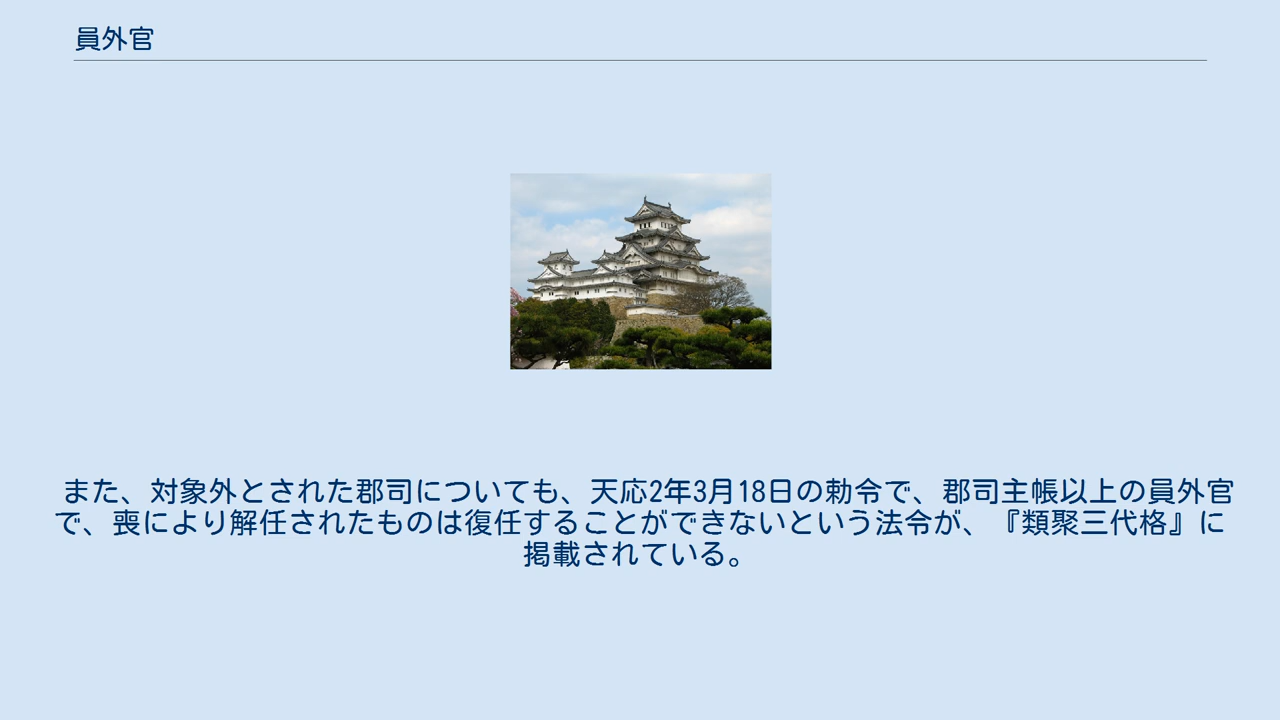 員外官
また、対象外とされた郡司についても、天応2年3月18日の勅令で、郡司主帳以上の員外官
で、喪により解任されたものは復任することができないという法令が、『類聚三代格』に
掲載されている。